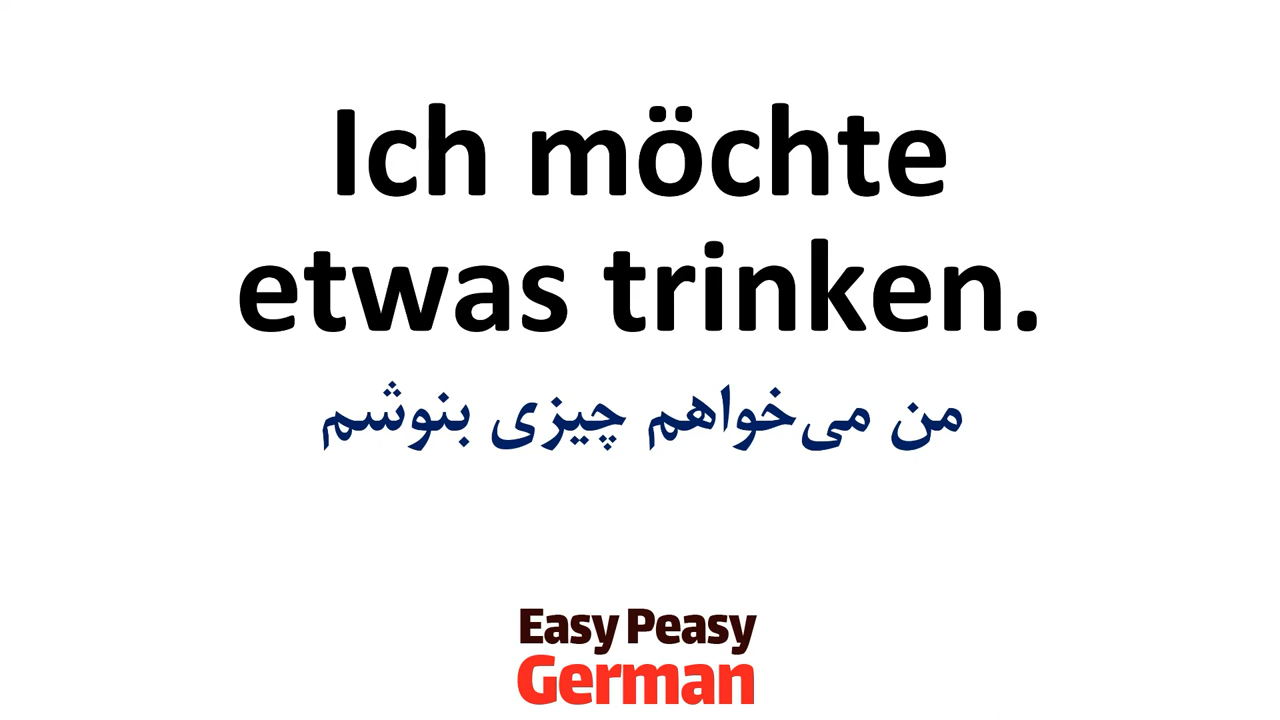 Ich möchte
etwas trinken.
من می‌خواهم چیزی بنوشم
Easy Peasy
German